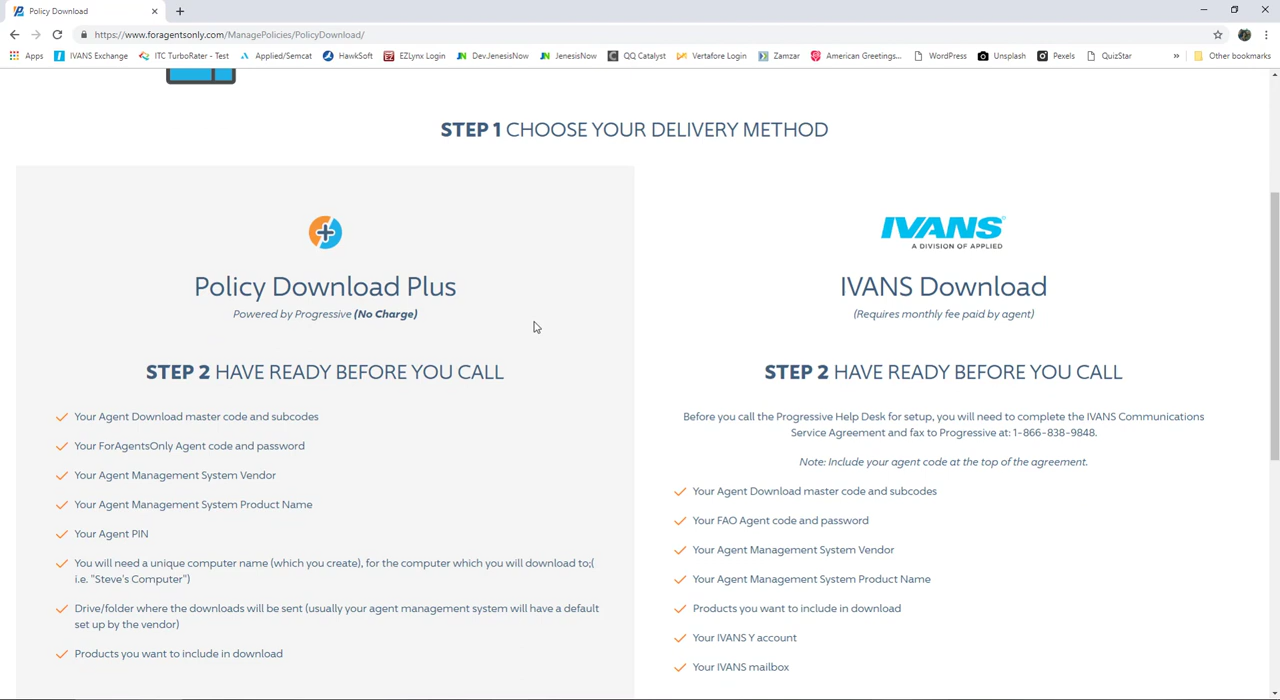 Policy Download
https://www.foragentsonly.com/ManagePolicies/PolicyDownload/
Apps IVANS Exchange ITC TurboRater - Test Applied/Semcat HawkSoft EZLynx Login DevJenesisNow JenesisNow QQ Catalyst Vertafore Login Zamzar American Greetings... WordPress Unsplash Pexels QuizStar » Other bookmarks
STEP 1 CHOOSE YOUR DELIVERY METHOD
Policy Download Plus
Powered by Progressive (No Charge)
STEP 2 HAVE READY BEFORE YOU CALL
Your Agent Download master code and subcodes
Your ForAgentsOnly Agent code and password
Your Agent Management System Vendor
Your Agent Management System Product Name
Your Agent PIN
You will need a unique computer name (which you create), for the computer which you will download to;(
i.e. "Steve's Computer")
Drive/folder where the downloads will be sent (usually your agent management system will have a default
set up by the vendor)
Products you want to include in download
IVANS
A DIVISION OF APPLIED
IVANS Download
(Requires monthly fee paid by agent)
STEP 2 HAVE READY BEFORE YOU CALL
Before you call the Progressive Help Desk for setup, you will need to complete the IVANS Communications
Service Agreement and fax to Progressive at: 1-866-838-9848.
Note: Include your agent code at the top of the agreement.
Your Agent Download master code and subcodes
Your FAO Agent code and password
Your Agent Management System Vendor
Your Agent Management System Product Name
Products you want to include in download
Your IVANS Y account
Your IVANS mailbox